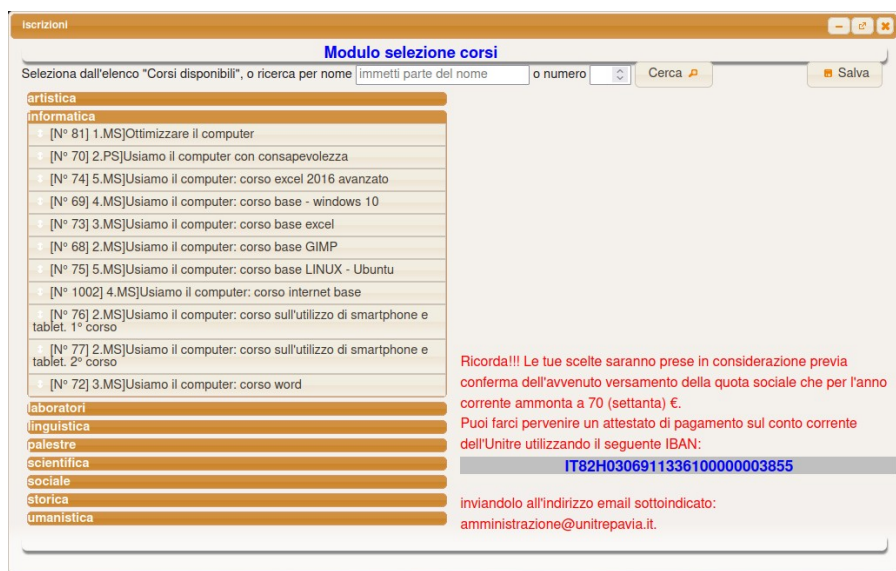 iscrizioni
Modulo selezione corsi
Seleziona dall'elenco "Corsi disponibili", o ricerca per nome immetti parte del nome o numero Cerca Salva
artistica
informatica
[N° 81] 1.MS]Ottimizzare il computer
[N° 70] 2.PS]Usiamo il computer con consapevolezza
[N° 74] 5.MS]Usiamo il computer: corso excel 2016 avanzato
[N° 69] 4.MS]Usiamo il computer: corso base - windows 10
[N° 73] 3.MS]Usiamo il computer: corso base excel
[N° 68] 2.MS]Usiamo il computer: corso base GIMP
[N° 75] 5.MS]Usiamo il computer: corso base LINUX - Ubuntu
[N° 1002] 4.MS]Usiamo il computer: corso internet base
[N° 76] 2.MS]Usiamo il computer: corso sull'utilizzo di smartphone e
tablet. 1° corso
[N° 77] 2.MS]Usiamo il computer: corso sull'utilizzo di smartphone e
tablet. 2° corso
[N° 72] 3.MS]Usiamo il computer: corso word
laboratori
linguistica
palestre
scientifica
sociale
storica
umanistica
Ricorda!!! Le tue scelte saranno prese in considerazione previa
conferma dell'avvenuto versamento della quota sociale che per l'anno
corrente ammonta a 70 (settanta) €.
Puoi farci pervenire un attestato di pagamento sul conto corrente
dell'Unitre utilizzando il seguente IBAN:
IT82H0306911336100000003855
inviandolo all'indirizzo email sottoindicato:
amministrazione@unitrepavia.it.